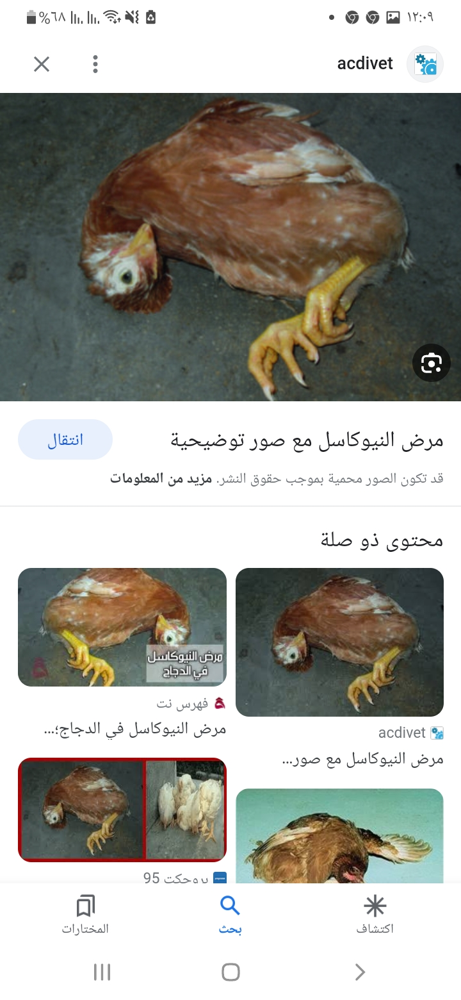 %٦٨ ١٢:٠٩
acdivet
مرض النيوكاسل مع صور توضيحية
انتقال
قد تكون الصور محمية بموجب حقوق النشر. مزيد من المعلومات
محتوى ذو صلة
مرض النيوكاسل
في الدجاج
فهرس نت
مرض النيوكاسل في الدجاج؛...
acdivet
مرض النيوكاسل مع صور...
بروجكت 95
اكتشاف
بحث
المختارات